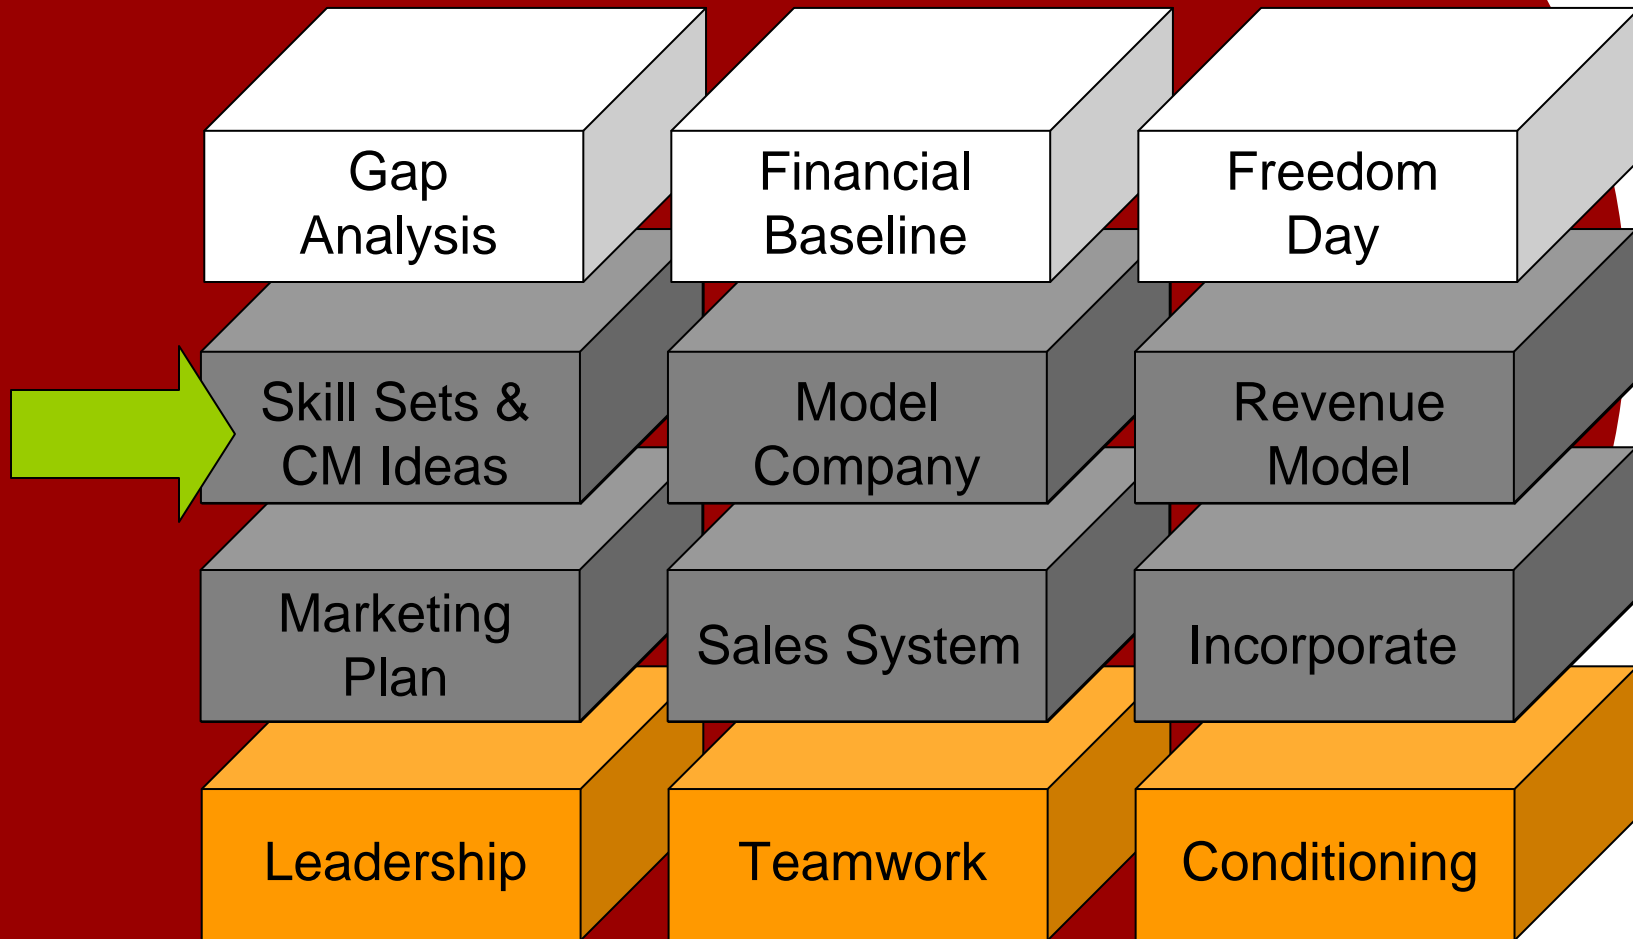 Gap
Analysis
Financial
Baseline
Freedom
Day
Skill Sets &
CM Ideas
Model
Company
Revenue
Model
Marketing
Plan
Sales System
Incorporate
Leadership
Teamwork
Conditioning